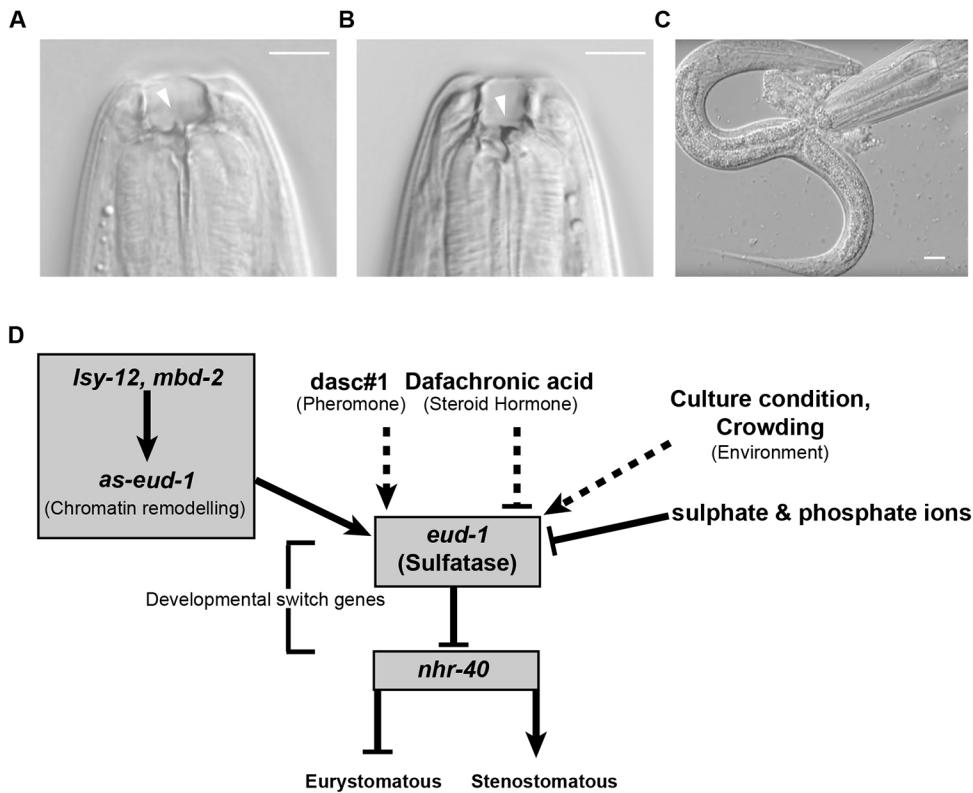 A
B
C
D
lsy-12, mbd-2
as-eud-1
(Chromatin remodelling)
dasc#1
(Pheromone)
Dafachronic acid
(Steroid Hormone)
Culture condition,
Crowding
(Environment)
sulphate & phosphate ions
eud-1
(Sulfatase)
Developmental switch genes
nhr-40
Eurystomatous
Stenostomatous